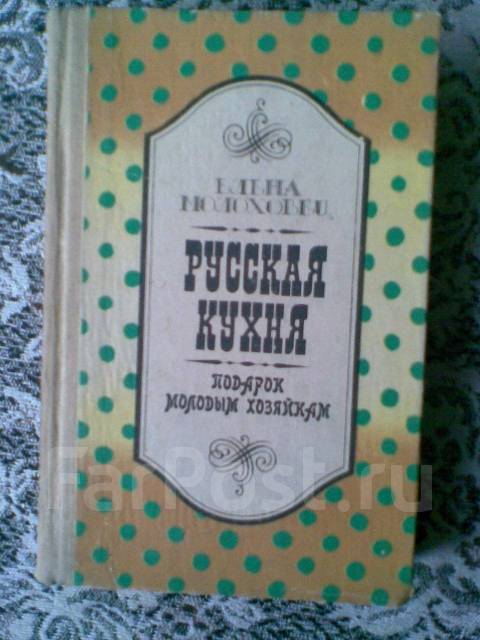 ЕЛЕНА
МОЛОХОВЕЦ
РУССКАЯ
КУХНЯ
ПОДАРОК
МОЛОДЫМ ХОЗЯЙКАМ
FarPost.ru